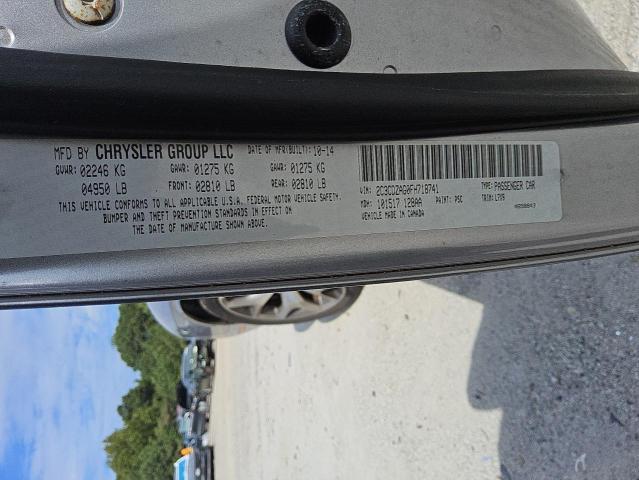 MFD BY CHRYSLER GROUP LLC DATE OF MFR(BUILT): 10-14
GVWR: 02246 KG GAWR: 01275 KG GAWR: 01275 KG
04950 LB FRONT: 02810 LB REAR: 02810 LB
THIS VEHICLE CONFORMS TO ALL APPLICABLE U.S.A. FEDERAL MOTOR VEHICLE SAFETY,
BUMPER AND THEFT PREVENTION STANDARDS IN EFFECT ON
THE DATE OF MANUFACTURE SHOWN ABOVE.
VIN: 2C3CDZAG0FH718741 TYPE: PASSENGER CAR
MDH: 101517 128AA PAINT: PSC TRIM: L7X9
VEHICLE MADE IN CANADA